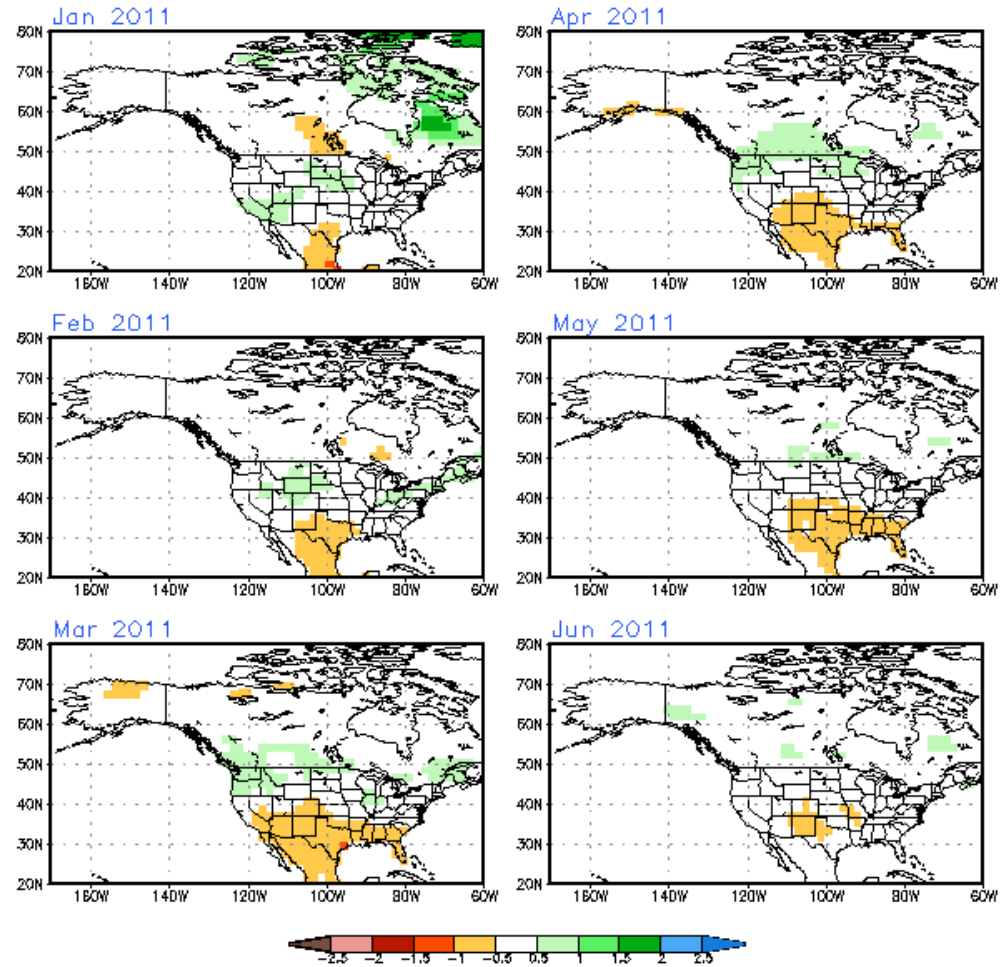 Jan 2011
80N
70N
60N
50N
40N
30N
20N
160W 140W 120W 100W 80W 60W
Apr 2011
80N
70N
60N
50N
40N
30N
20N
160W 140W 120W 100W 80W 60W
Feb 2011
80N
70N
60N
50N
40N
30N
20N
160W 140W 120W 100W 80W 60W
May 2011
80N
70N
60N
50N
40N
30N
20N
160W 140W 120W 100W 80W 60W
Mar 2011
80N
70N
60N
50N
40N
30N
20N
160W 140W 120W 100W 80W 60W
Jun 2011
80N
70N
60N
50N
40N
30N
20N
160W 140W 120W 100W 80W 60W
-2.5 -2 -1.5 -1 -0.5 0.5 1 1.5 2 2.5